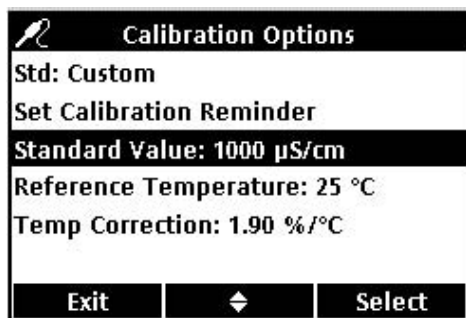 Calibration Options
Std: Custom
Set Calibration Reminder
Standard Value: 1000 µS/cm
Reference Temperature: 25 °C
Temp Correction: 1.90 %/°C
Exit Select